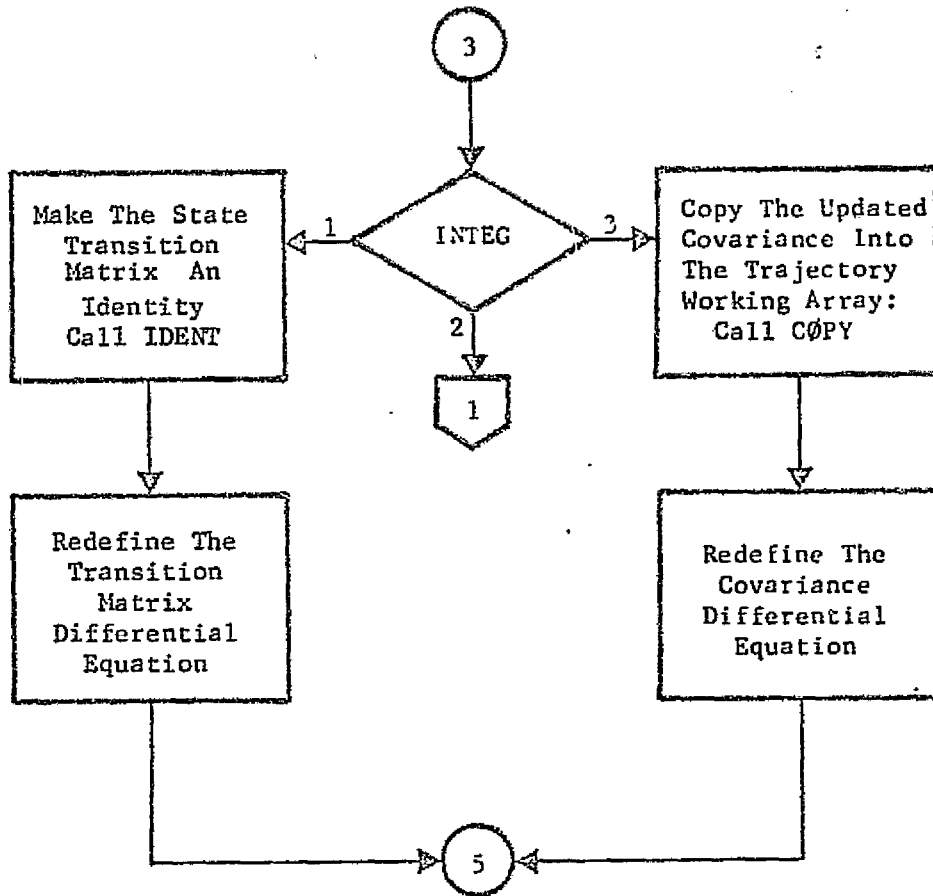 3
INTEG
1
3
2
1
Make The State
Transition
Matrix An
Identity
Call IDENT
Copy The Updated
Covariance Into
The Trajectory
Working Array:
Call CØPY
Redefine The
Transition
Matrix
Differential
Equation
Redefine The
Covariance
Differential
Equation
5